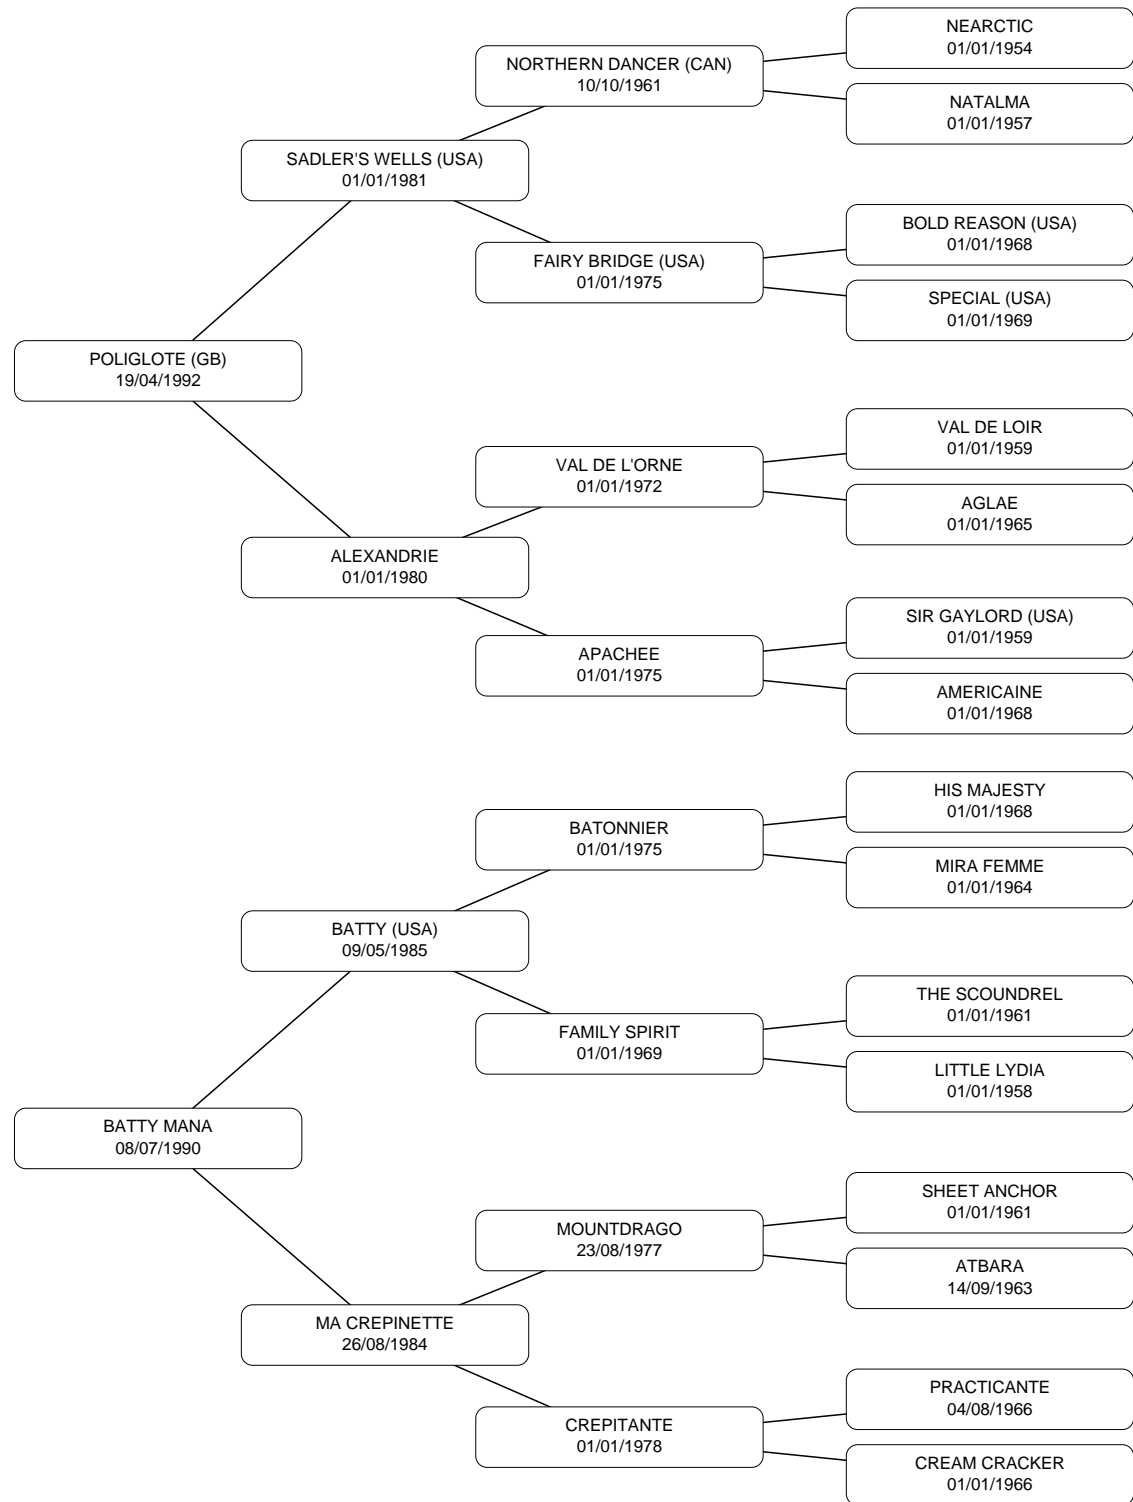 NEARCTIC
01/01/1954
NORTHERN DANCER (CAN)
10/10/1961
NATALMA
01/01/1957
SADLER'S WELLS (USA)
01/01/1981
BOLD REASON (USA)
01/01/1968
FAIRY BRIDGE (USA)
01/01/1975
SPECIAL (USA)
01/01/1969
POLIGLOTE (GB)
19/04/1992
VAL DE LOIR
01/01/1959
VAL DE L'ORNE
01/01/1972
AGLAE
01/01/1965
ALEXANDRIE
01/01/1980
SIR GAYLORD (USA)
01/01/1959
APACHEE
01/01/1975
AMERICAINE
01/01/1968
HIS MAJESTY
01/01/1968
BATONNIER
01/01/1975
MIRA FEMME
01/01/1964
BATTY (USA)
09/05/1985
THE SCOUNDREL
01/01/1961
FAMILY SPIRIT
01/01/1969
LITTLE LYDIA
01/01/1958
BATTY MANA
08/07/1990
SHEET ANCHOR
01/01/1961
MOUNTDRAGO
23/08/1977
ATBARA
14/09/1963
MA CREPINETTE
26/08/1984
PRACTICANTE
04/08/1966
CREPITANTE
01/01/1978
CREAM CRACKER
01/01/1966